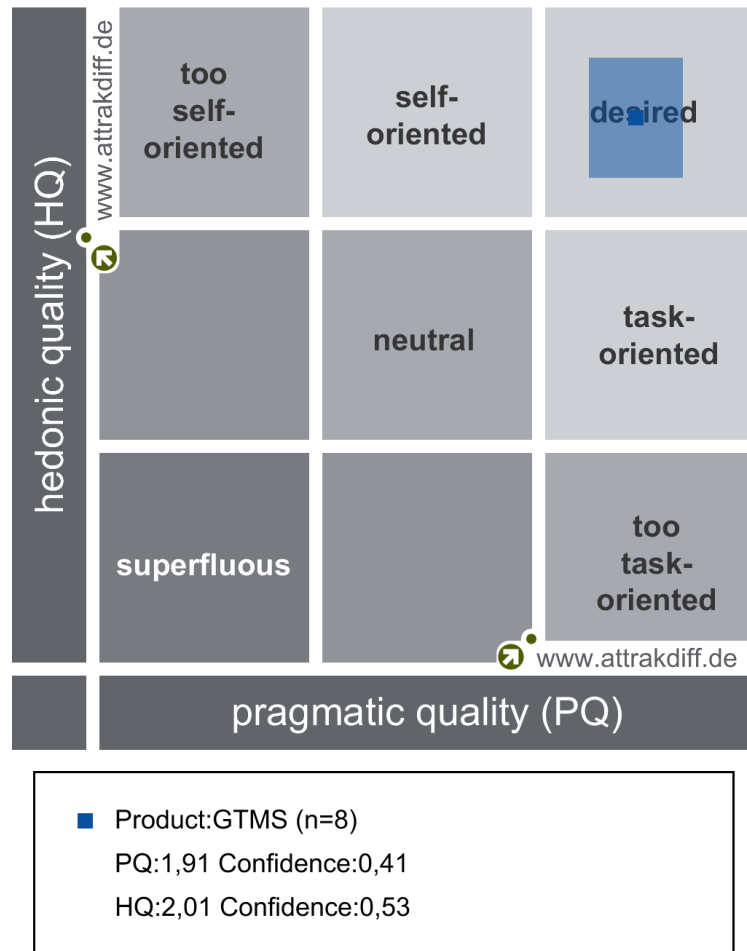 www.attrakdiff.de
too
self-
oriented
self-
oriented
desired
hedonic quality (HQ)
neutral
task-
oriented
superfluous
too
task-
oriented
www.attrakdiff.de
pragmatic quality (PQ)
Product:GTMS (n=8)
PQ:1,91 Confidence:0,41
HQ:2,01 Confidence:0,53